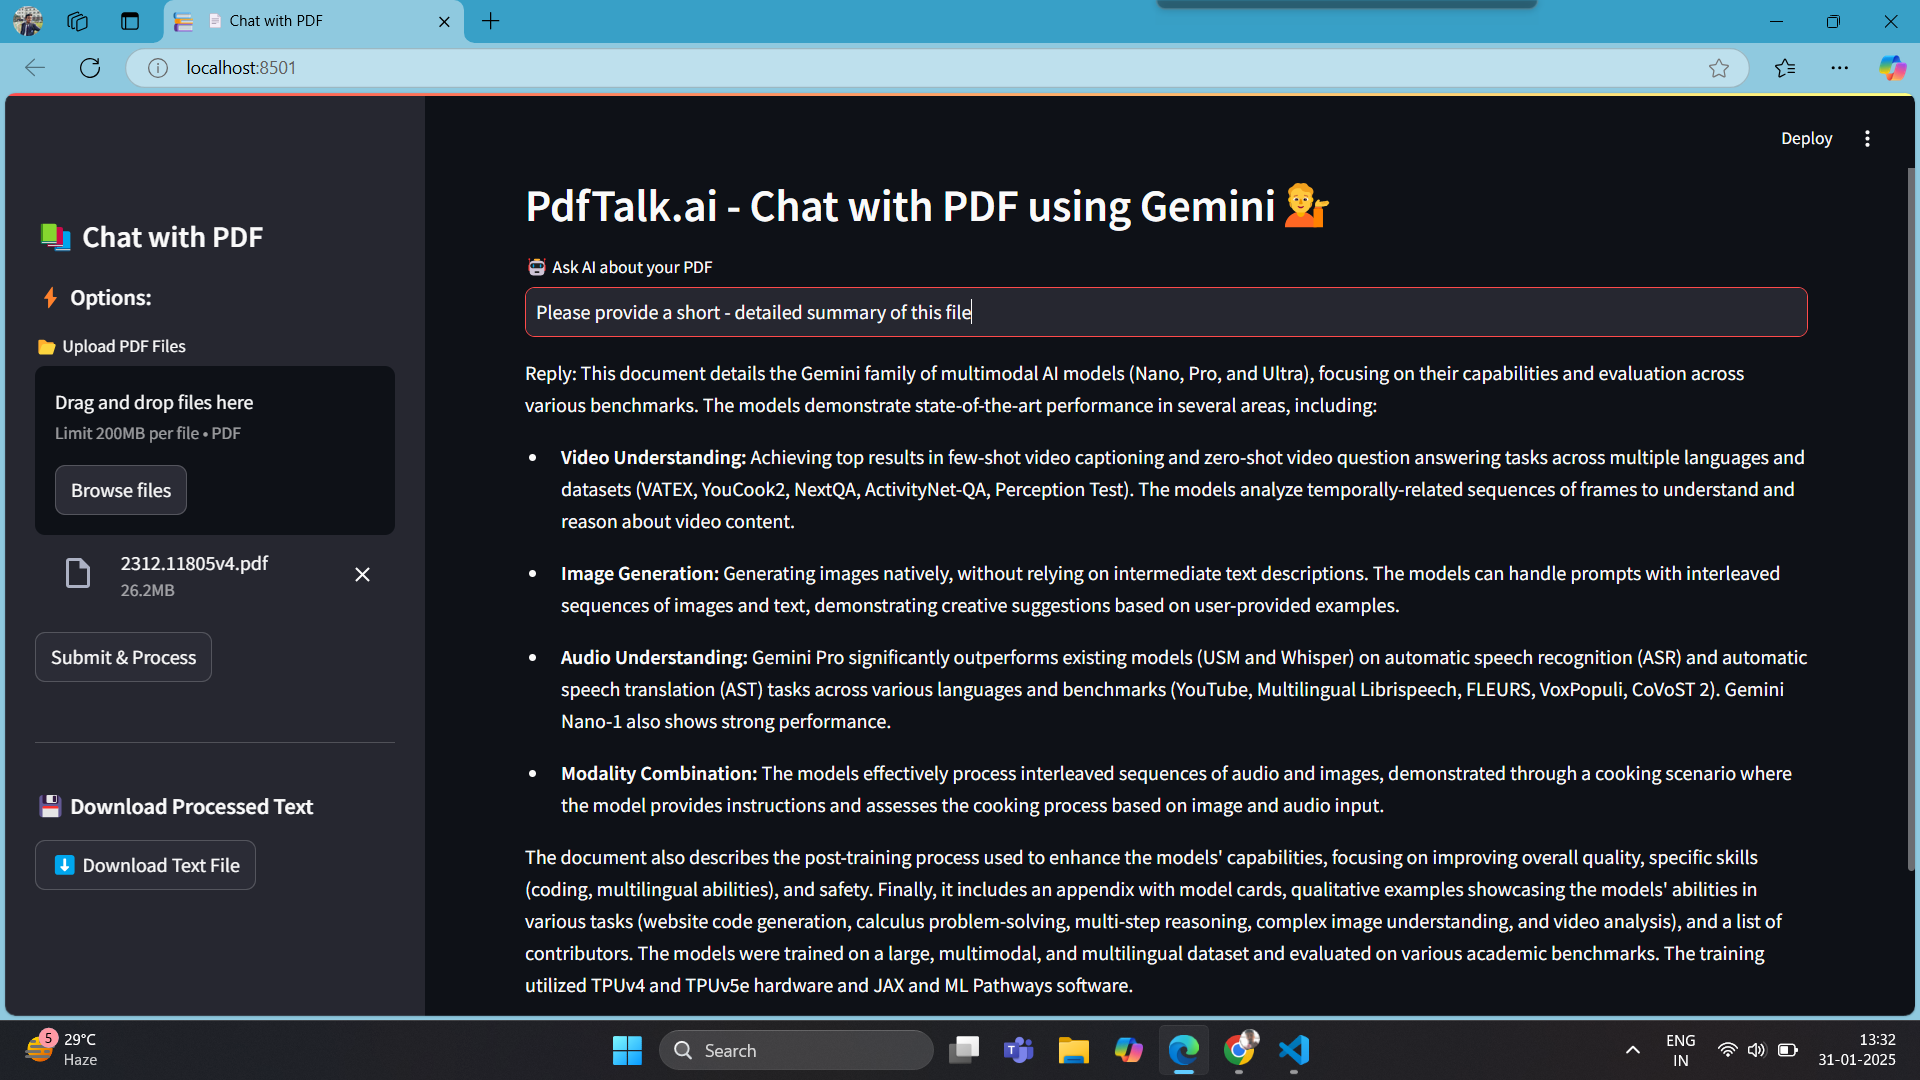 Chat with PDF
localhost:8501
Deploy
Chat with PDF
Options:
Upload PDF Files
Drag and drop files here
Limit 200MB per file • PDF
Browse files
2312.11805v4.pdf
26.2MB
Submit & Process
Download Processed Text
Download Text File
PdfTalk.ai - Chat with PDF using Gemini
Ask AI about your PDF
Please provide a short - detailed summary of this file
Reply: This document details the Gemini family of multimodal AI models (Nano, Pro, and Ultra), focusing on their capabilities and evaluation across
various benchmarks. The models demonstrate state-of-the-art performance in several areas, including:
• Video Understanding: Achieving top results in few-shot video captioning and zero-shot video question answering tasks across multiple languages and
datasets (VATEX, YouCook2, NextQA, ActivityNet-QA, Perception Test). The models analyze temporally-related sequences of frames to understand and
reason about video content.
• Image Generation: Generating images natively, without relying on intermediate text descriptions. The models can handle prompts with interleaved
sequences of images and text, demonstrating creative suggestions based on user-provided examples.
• Audio Understanding: Gemini Pro significantly outperforms existing models (USM and Whisper) on automatic speech recognition (ASR) and automatic
speech translation (AST) tasks across various languages and benchmarks (YouTube, Multilingual Librispeech, FLEURS, VoxPopuli, CoVoST 2). Gemini
Nano-1 also shows strong performance.
• Modality Combination: The models effectively process interleaved sequences of audio and images, demonstrated through a cooking scenario where
the model provides instructions and assesses the cooking process based on image and audio input.
The document also describes the post-training process used to enhance the models' capabilities, focusing on improving overall quality, specific skills
(coding, multilingual abilities), and safety. Finally, it includes an appendix with model cards, qualitative examples showcasing the models' abilities in
various tasks (website code generation, calculus problem-solving, multi-step reasoning, complex image understanding, and video analysis), and a list of
contributors. The models were trained on a large, multimodal, and multilingual dataset and evaluated on various academic benchmarks. The training
utilized TPUv4 and TPUv5e hardware and JAX and ML Pathways software.
5
29°C
Haze
Search
ENG
IN
13:32
31-01-2025